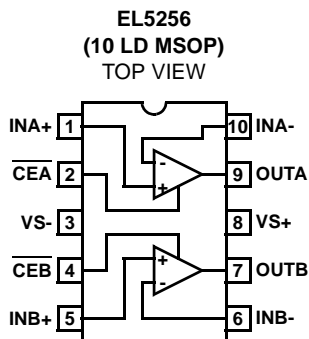 EL5256
(10 LD MSOP)
TOP VIEW
INA+ 1 10 INA-
CEA 2 - + 9 OUTA
VS- 3 8 VS+
CEB 4 + - 7 OUTB
INB+ 5 6 INB-